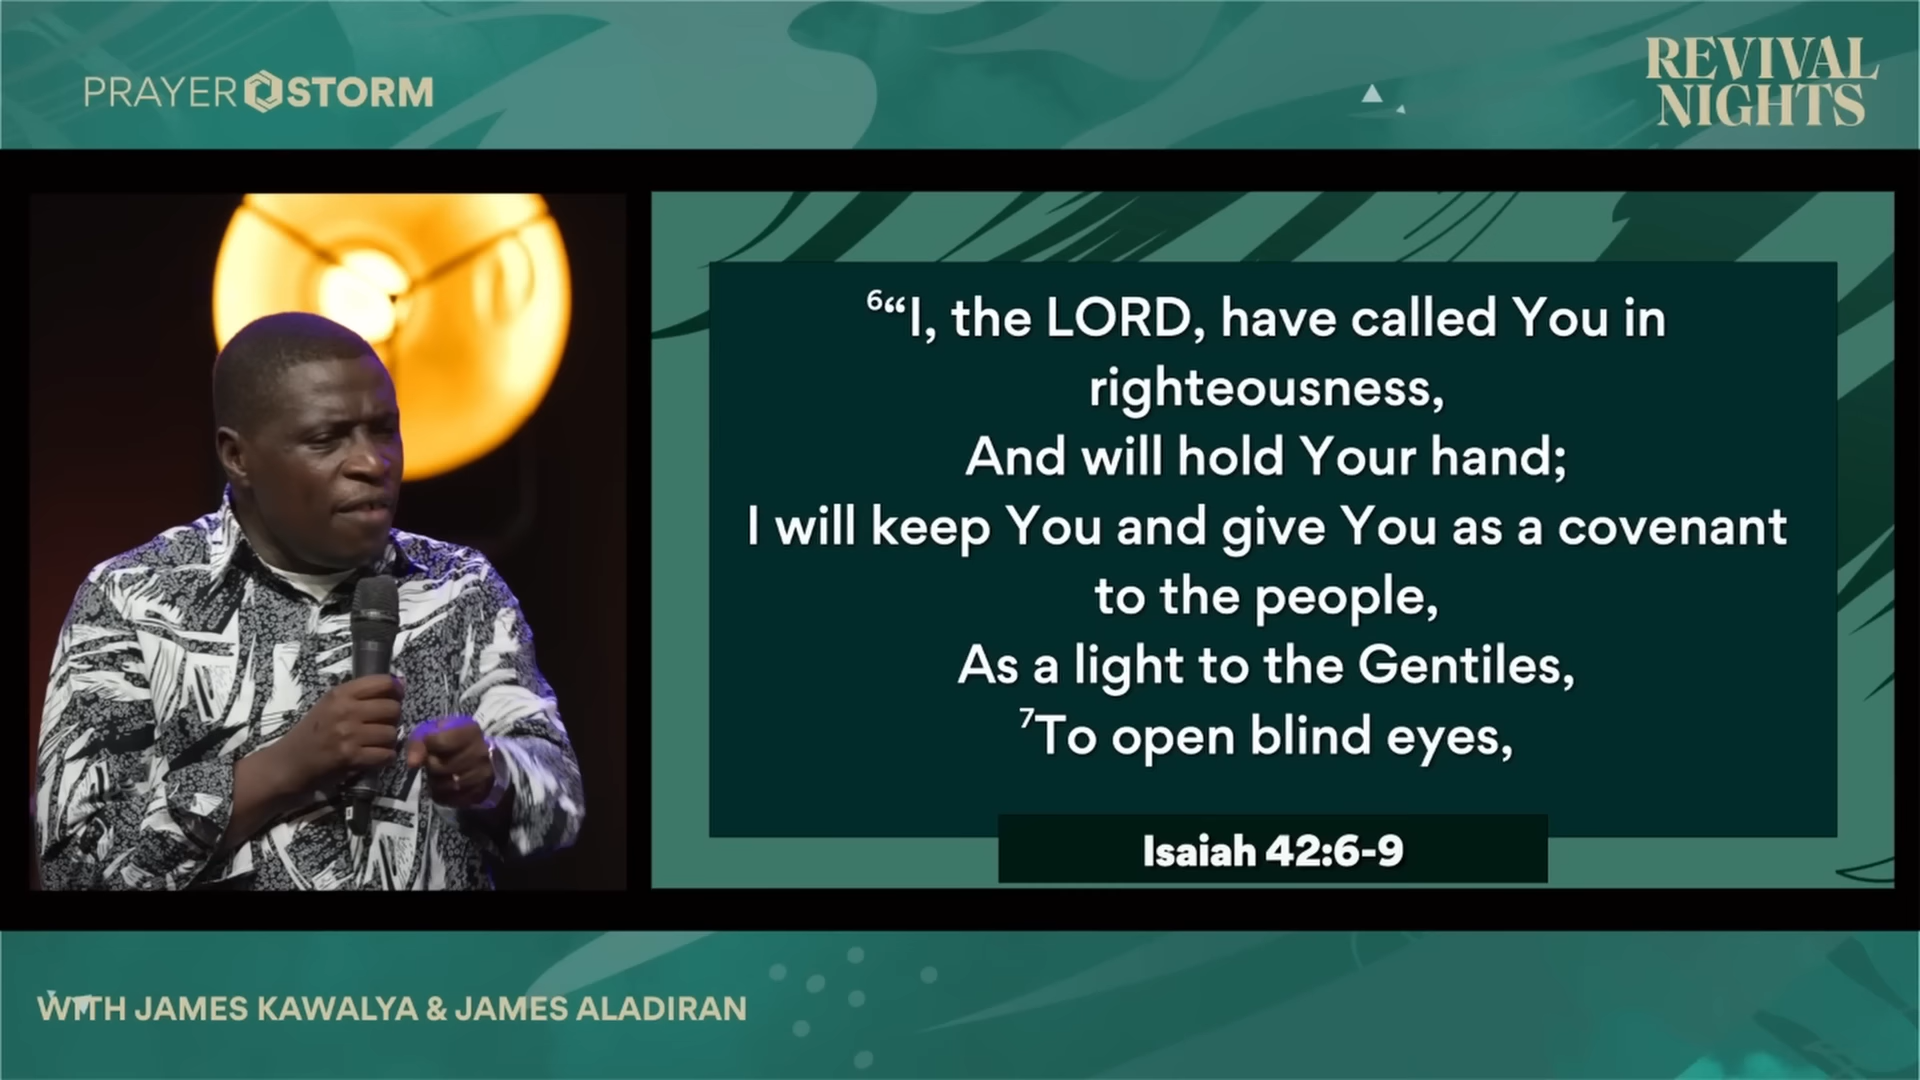 PRAYER STORM
REVIVAL
NIGHTS
⁶“I, the LORD, have called You in
righteousness,
And will hold Your hand;
I will keep You and give You as a covenant
to the people,
As a light to the Gentiles,
⁷To open blind eyes,
Isaiah 42:6-9
WITH JAMES KAWALYA & JAMES ALADIRAN